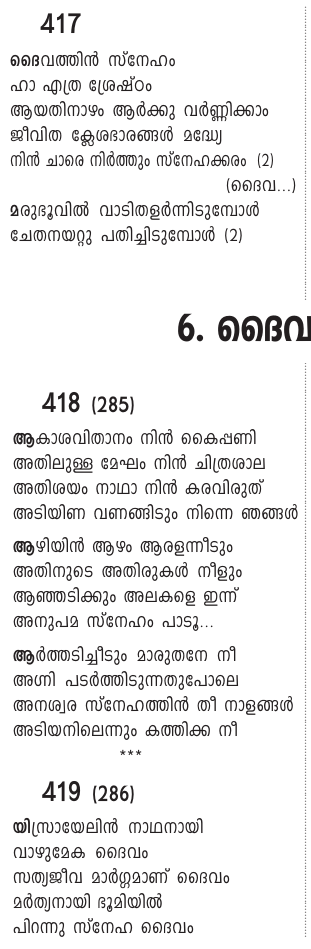 417
ദൈവത്തിൻ സ്നേഹം
ഹാ എത്ര ശ്രേഷ്ഠം
ആയതിനാഴം ആർക്കു വർണ്ണിക്കാം
ജീവിത ക്ലേശഭാരങ്ങൾ മദ്ധ്യേ
നിൻ ചാരെ നിർത്തും സ്നേഹക്കരം (2)
(ദൈവ...)
മരുഭൂവിൽ വാടിതളർന്നിടുമ്പോൾ
ചേതനയറ്റു പതിച്ചിടുമ്പോൾ (2)
6. ദൈവ
418 (285)
ആകാശവിതാനം നിൻ കൈപ്പണി
അതിലുള്ള മേഘം നിൻ ചിത്രശാല
അതിശയം നാഥാ നിൻ കരവിരുത്
അടിയിണ വണങ്ങിടും നിന്നെ ഞങ്ങൾ
ആഴിയിൻ ആഴം ആരളന്നീടും
അതിനുടെ അതിരുകൾ നീളും
ആഞ്ഞടിക്കും അലകളെ ഇന്ന്
അനുപമ സ്നേഹം പാടൂ...
ആർത്തടിച്ചീടും മാരുതനേ നീ
അഗ്നി പടർത്തിടുന്നതുപോലെ
അനശ്വര സ്നേഹത്തിൻ തീ നാളങ്ങൾ
അടിയനിലെന്നും കത്തിക്ക നീ
***
419 (286)
യിസ്രായേലിൻ നാഥനായി
വാഴുമേക ദൈവം
സത്യജീവ മാർഗ്ഗമാണ് ദൈവം
മർത്യനായി ഭൂമിയിൽ
പിറന്നു സ്നേഹ ദൈവം